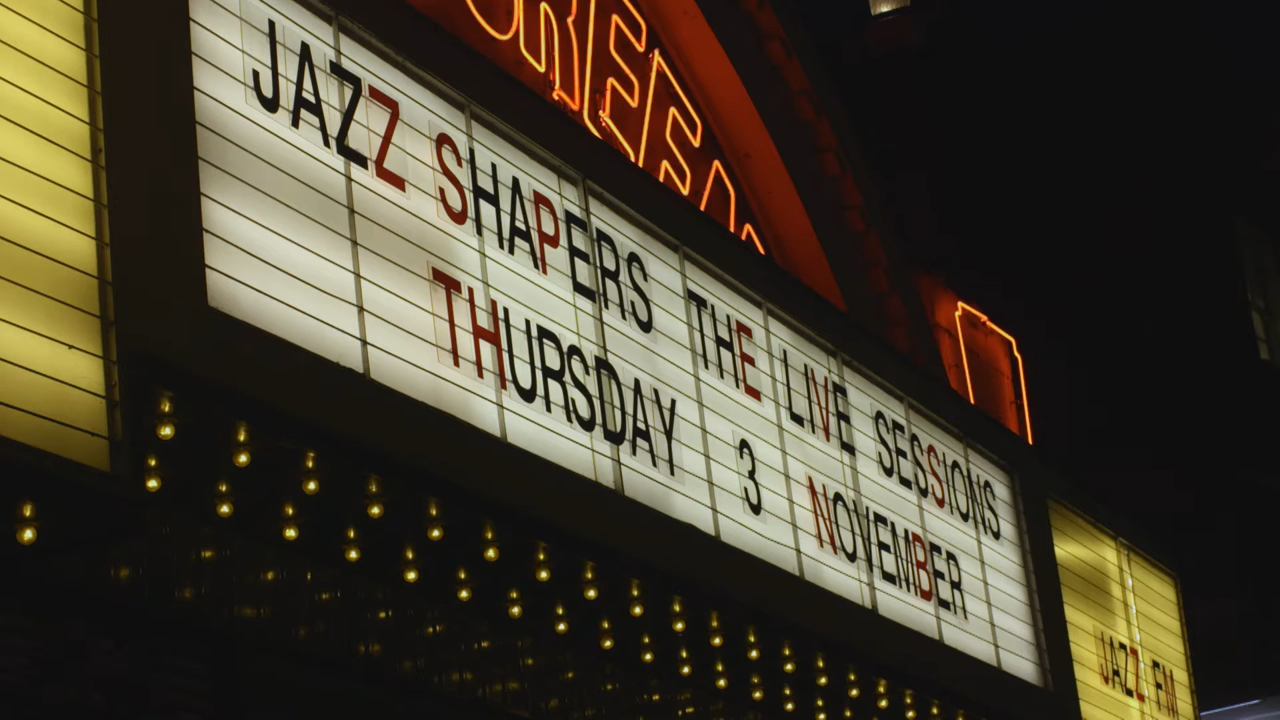 JAZZ SHAPERS THE LIVE SESSIONS
THURSDAY 3 NOVEMBER
JAZZ FM